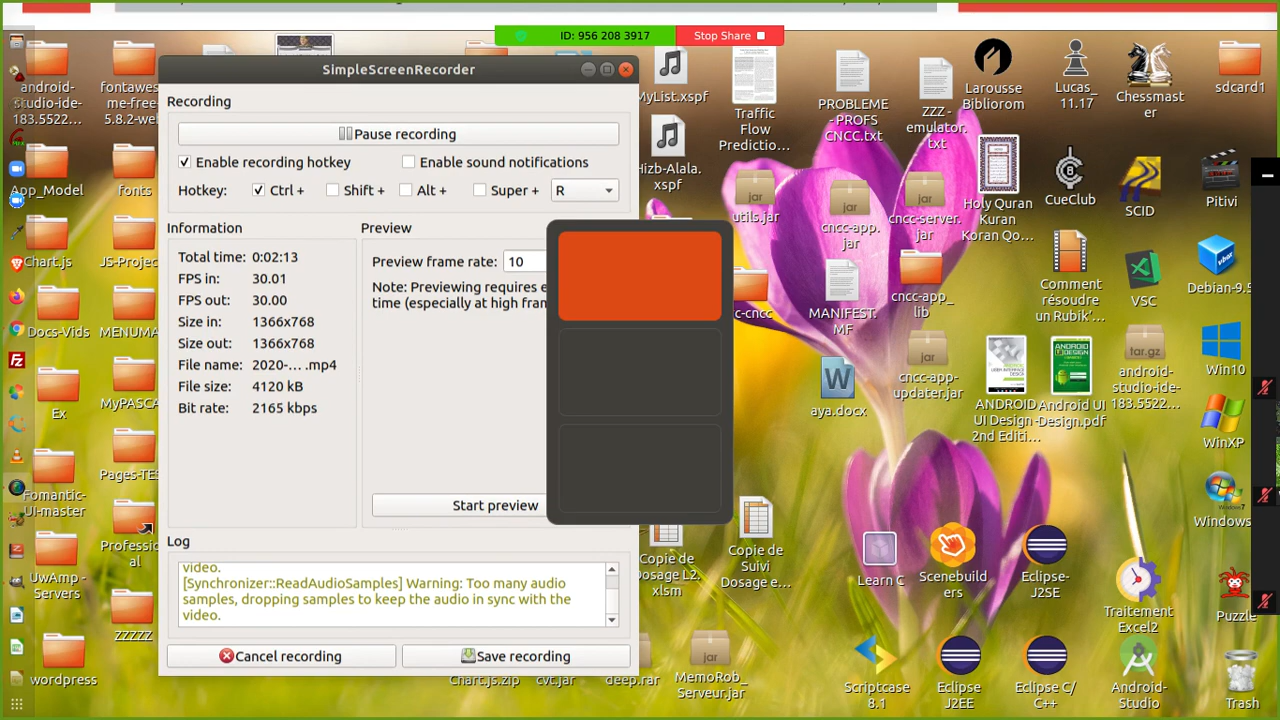 ID: 956 208 3917
Stop Share
SimpleScreenRecorder
Recording
Pause recording
Enable recording hotkey
Enable sound notifications
Hotkey:
Ctrl +
Shift +
Alt +
Super +
R
Information
Total time: 0:02:13
FPS in: 30.01
FPS out: 30.00
Size in: 1366x768
Size out: 1366x768
File name: 2020-... .mp4
File size: 4120 kB
Bit rate: 2165 kbps
Preview
Preview frame rate: 10
Note: Previewing requires e
time (especially at high fran
Start preview
Log
video.
[Synchronizer::ReadAudioSamples] Warning: Too many audio
samples, dropping samples to keep the audio in sync with the
video.
Cancel recording
Save recording
android-
studio-ide-
183.5522...
fontawes
me-free-
5.8.2-web
App_Model
fonts
Chart.js
JS-Projec
Docs-Vids
MENUMA
Ex
MyPASCA
Fomantic-
UI-master
Pages-TES
UwAmp -
Servers
Profession
al
wordpress
ZZZZZ
MyList.xspf
Hizb-Alala.
xspf
utils.jar
c-cncc
Traffic
Flow
Predictio...
PROBLEME
- PROFS
CNCC.txt
ZZZ -
emulator.
txt
Larousse
Bibliorom
Lucas_
11.17
Chessmast
er
sdcard1
jar
cncc-app.
jar
jar
cncc-server.
jar
Holy Quran
Kuran
Koran Qo...
CueClub
SCID
Pitivi
MANIFEST.
MF
cncc-app_
lib
Comment
résoudre
un Rubik'...
VSC
Debian-9.5
aya.docx
jar
cncc-app-
updater.jar
ANDROID
UI Design -
2nd Editi...
Android UI
Design.pdf
tar.gz
android-
studio-ide-
183.5522...
Win10
WinXP
Windows
Copie de
Dosage L2.
xlsm
Copie de
Suivi
Dosage e...
Learn C
Scenebuild
ers
Eclipse-
J2SE
Traitement
Excel2
Puzzle
Chart.js.zip
cvt.jar
deep.rar
jar
MemoRob_
Serveur.jar
Scriptcase
8.1
Eclipse
J2EE
Eclipse C/
C++
Android-
Studio
Trash